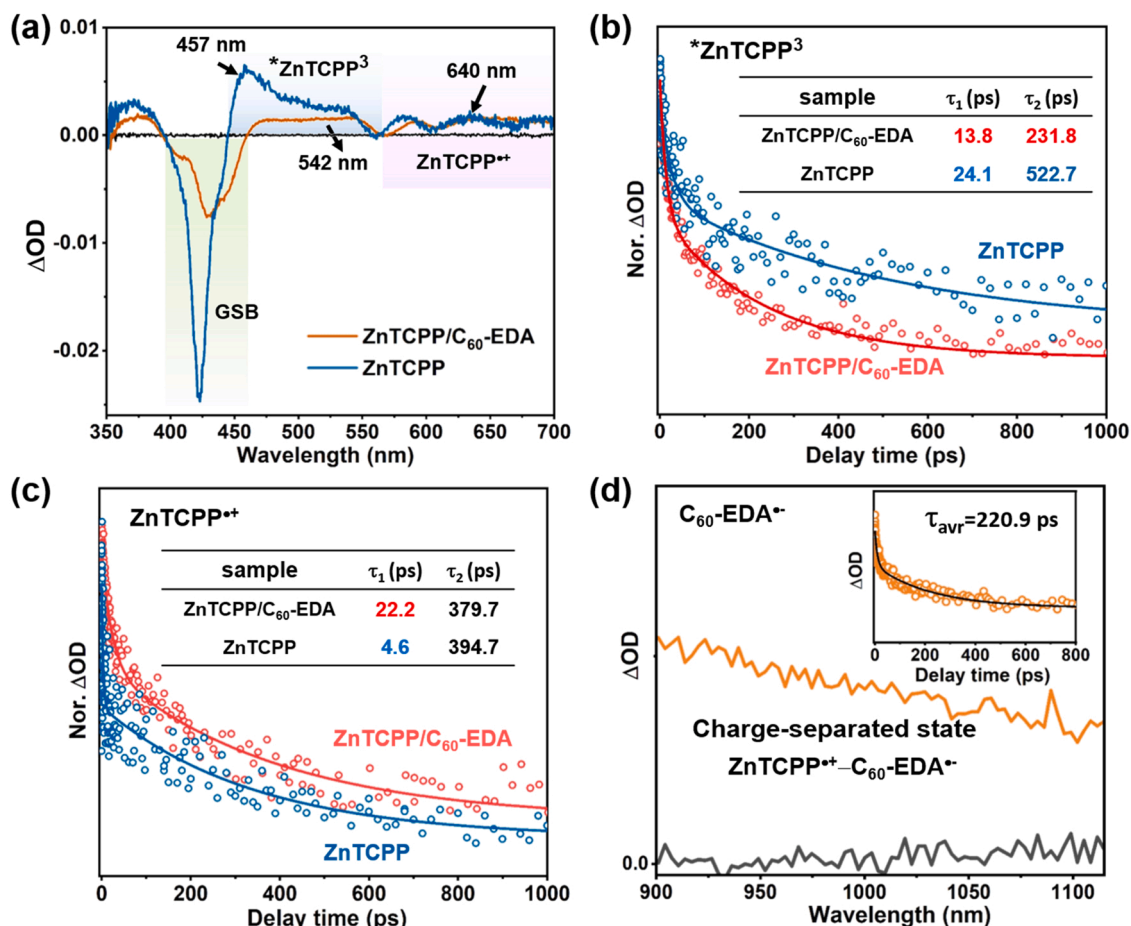 (a)
0.01
0.00
-0.01
-0.02
ΔOD
457 nm
*ZnTCPP³
640 nm
542 nm
ZnTCPP•+
GSB
ZnTCPP/C₆₀-EDA
ZnTCPP
350 400 450 500 550 600 650 700
Wavelength (nm)
(b)
*ZnTCPP³
sample τ₁ (ps) τ₂ (ps)
ZnTCPP/C₆₀-EDA 13.8 231.8
ZnTCPP 24.1 522.7
Nor. ΔOD
ZnTCPP
ZnTCPP/C₆₀-EDA
0 200 400 600 800 1000
Delay time (ps)
(c)
ZnTCPP•+
sample τ₁ (ps) τ₂ (ps)
ZnTCPP/C₆₀-EDA 22.2 379.7
ZnTCPP 4.6 394.7
Nor. ΔOD
ZnTCPP/C₆₀-EDA
ZnTCPP
0 200 400 600 800 1000
Delay time (ps)
(d)
C₆₀-EDA•-
τavr=220.9 ps
ΔOD
0 200 400 600 800
Delay time (ps)
ΔOD
Charge-separated state
ZnTCPP•+–C₆₀-EDA•-
0.0
900 950 1000 1050 1100
Wavelength (nm)